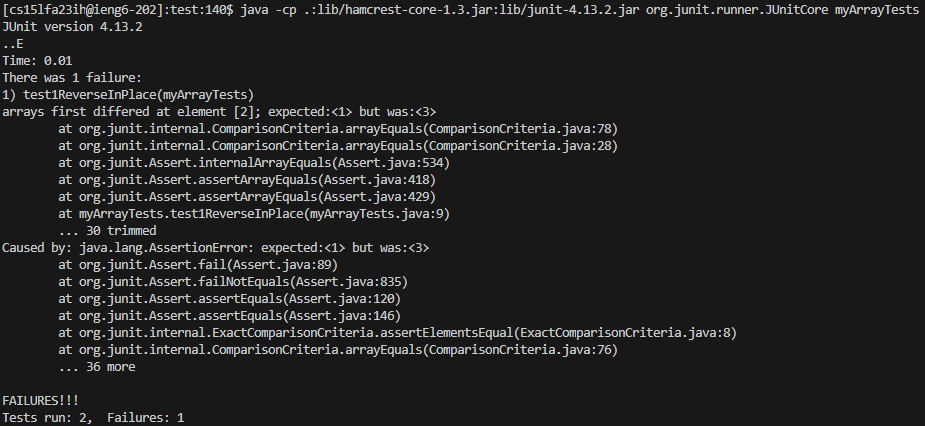 [cs15lfa23ih@ieng6-202]:test:140$ java -cp .:lib/hamcrest-core-1.3.jar:lib/junit-4.13.2.jar org.junit.runner.JUnitCore myArrayTests
JUnit version 4.13.2
..E
Time: 0.01
There was 1 failure:
1) test1ReverseInPlace(myArrayTests)
arrays first differed at element [2]; expected:<1> but was:<3>
        at org.junit.internal.ComparisonCriteria.arrayEquals(ComparisonCriteria.java:78)
        at org.junit.internal.ComparisonCriteria.arrayEquals(ComparisonCriteria.java:28)
        at org.junit.Assert.internalArrayEquals(Assert.java:534)
        at org.junit.Assert.assertArrayEquals(Assert.java:418)
        at org.junit.Assert.assertArrayEquals(Assert.java:429)
        at myArrayTests.test1ReverseInPlace(myArrayTests.java:9)
        ... 30 trimmed
Caused by: java.lang.AssertionError: expected:<1> but was:<3>
        at org.junit.Assert.fail(Assert.java:89)
        at org.junit.Assert.failNotEquals(Assert.java:835)
        at org.junit.Assert.assertEquals(Assert.java:120)
        at org.junit.Assert.assertEquals(Assert.java:146)
        at org.junit.internal.ExactComparisonCriteria.assertElementsEqual(ExactComparisonCriteria.java:8)
        at org.junit.internal.ComparisonCriteria.arrayEquals(ComparisonCriteria.java:76)
        ... 36 more

FAILURES!!!
Tests run: 2,  Failures: 1